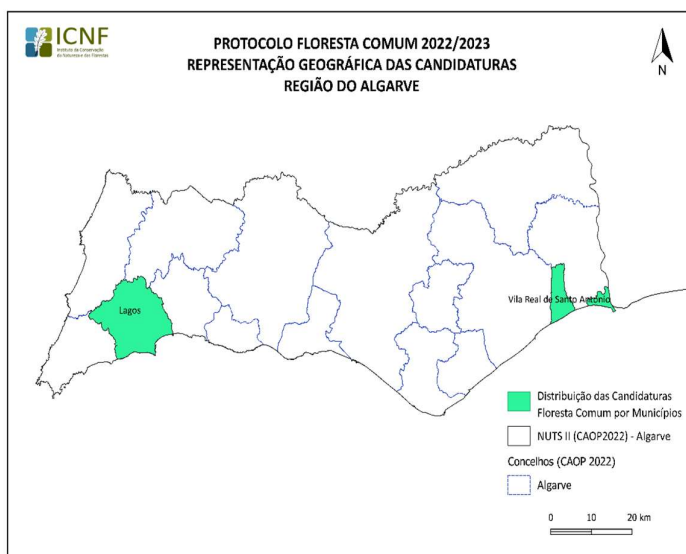 ICNF
Instituto da Conservação
da Natureza e das Florestas
PROTOCOLO FLORESTA COMUM 2022/2023
REPRESENTAÇÃO GEOGRÁFICA DAS CANDIDATURAS
REGIÃO DO ALGARVE
N
Lagos
Vila Real de Santo António
Distribuição das Candidaturas
Floresta Comum por Municípios
NUTS II (CAOP2022) - Algarve
Concelhos (CAOP 2022)
Algarve
0 10 20 km